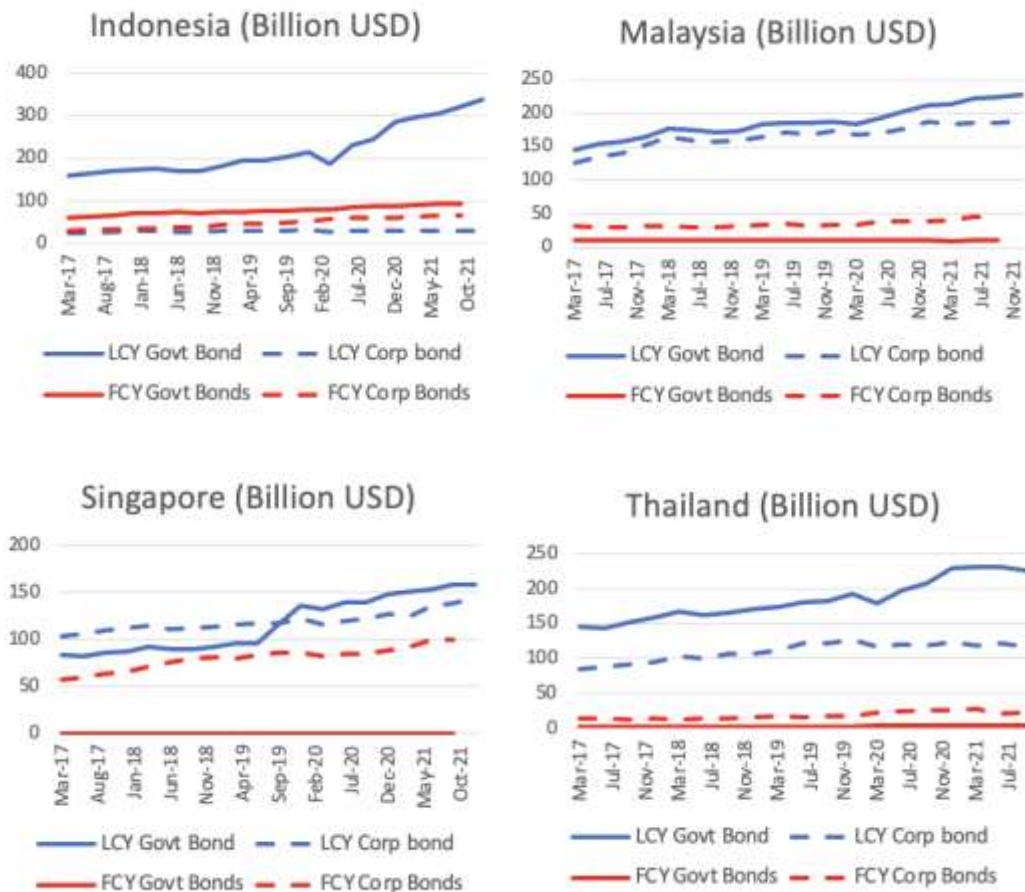 Indonesia (Billion USD)
400
300
200
100
0
Mar-17
Aug-17
Jan-18
Jun-18
Nov-18
Apr-19
Sep-19
Feb-20
Jul-20
Dec-20
May-21
Oct-21
LCY Govt Bond LCY Corp bond
FCY Govt Bonds FCY Corp Bonds
Malaysia (Billion USD)
250
200
150
100
50
0
Mar-17
Jul-17
Nov-17
Mar-18
Jul-18
Nov-18
Mar-19
Jul-19
Nov-19
Mar-20
Jul-20
Nov-20
Mar-21
Jul-21
Nov-21
LCY Govt Bond LCY Corp bond
FCY Govt Bonds FCY Corp Bonds
Singapore (Billion USD)
200
150
100
50
0
Mar-17
Aug-17
Jan-18
Jun-18
Nov-18
Apr-19
Sep-19
Feb-20
Jul-20
Dec-20
May-21
Oct-21
LCY Govt Bond LCY Corp bond
FCY Govt Bonds FCY Corp Bonds
Thailand (Billion USD)
250
200
150
100
50
0
Mar-17
Jul-17
Nov-17
Mar-18
Jul-18
Nov-18
Mar-19
Jul-19
Nov-19
Mar-20
Jul-20
Nov-20
Mar-21
Jul-21
LCY Govt Bond LCY Corp bond
FCY Govt Bonds FCY Corp Bonds